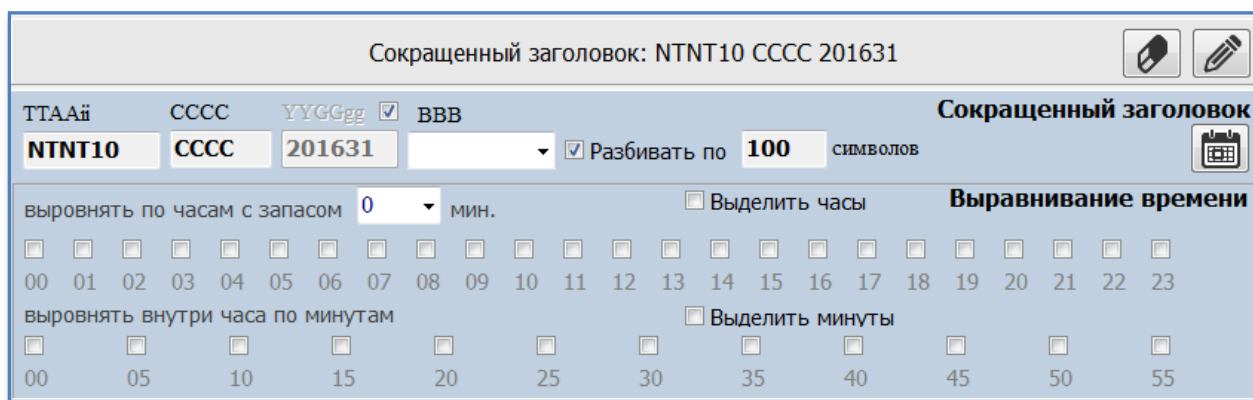 Сокращенный заголовок: NTNT10 CCCC 201631
TTAAii CCCC YYGGgg BBB Сокращенный заголовок
NTNT10 CCCC 201631 Разбивать по 100 символов
выровнять по часам с запасом 0 мин. Выделить часы Выравнивание времени
00 01 02 03 04 05 06 07 08 09 10 11 12 13 14 15 16 17 18 19 20 21 22 23
выровнять внутри часа по минутам Выделить минуты
00 05 10 15 20 25 30 35 40 45 50 55